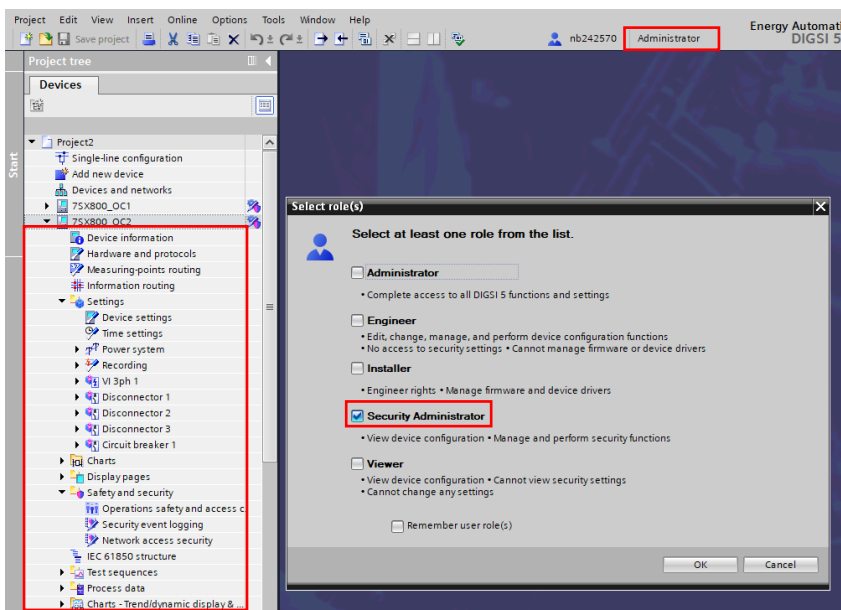 Project Edit View Insert Online Options Tools Window Help
Save project
nb242570
Administrator
Energy Automati
DIGSI 5
Project tree
Devices
Start
Project2
Single-line configuration
Add new device
Devices and networks
7SX800_OC1
7SX800_OC2
Device information
Hardware and protocols
Measuring-points routing
Information routing
Settings
Device settings
Time settings
Power system
Recording
VI 3ph 1
Disconnector 1
Disconnector 2
Disconnector 3
Circuit breaker 1
Charts
Display pages
Safety and security
Operations safety and access c
Security event logging
Network access security
IEC 61850 structure
Test sequences
Process data
Charts - Trend/dynamic display & ...
Select role(s)
Select at least one role from the list.
Administrator
• Complete access to all DIGSI 5 functions and settings
Engineer
• Edit, change, manage, and perform device configuration functions
• No access to security settings • Cannot manage firmware or device drivers
Installer
• Engineer rights • Manage firmware and device drivers
Security Administrator
• View device configuration • Manage and perform security functions
Viewer
• View device configuration • Cannot view security settings
• Cannot change any settings
Remember user role(s)
OK
Cancel